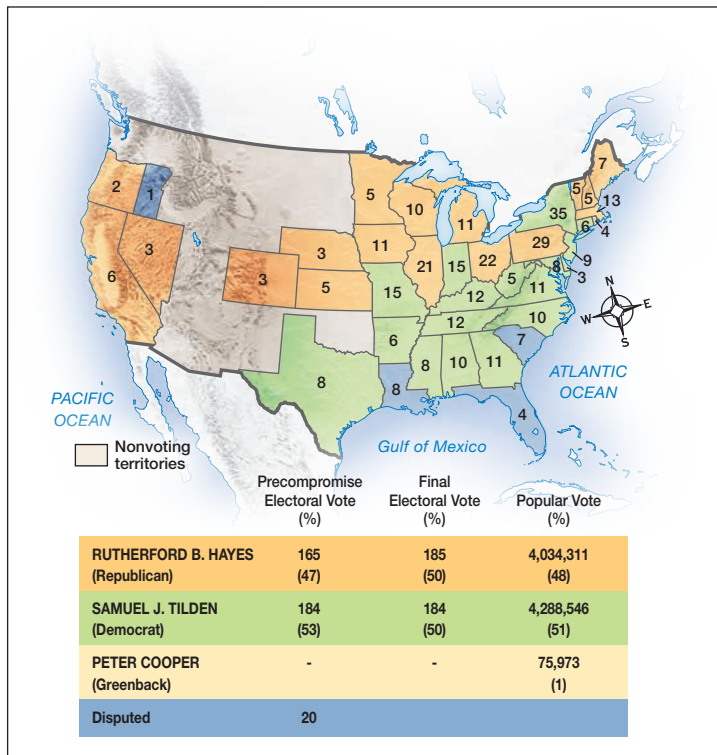 7
5
5
13
5
10
35
11
6
4
2
1
3
11
29
9
3
21
15
22
8
3
6
3
5
15
12
5
11
12
10
6
7
8
8
10
11
8
4
N
W E
S
PACIFIC
OCEAN
ATLANTIC
OCEAN
Gulf of Mexico
Nonvoting
territories
Precompromise
Electoral Vote
(%)
Final
Electoral Vote
(%)
Popular Vote
(%)
RUTHERFORD B. HAYES 165 185 4,034,311
(Republican) (47) (50) (48)
SAMUEL J. TILDEN 184 184 4,288,546
(Democrat) (53) (50) (51)
PETER COOPER - - 75,973
(Greenback) (1)
Disputed 20